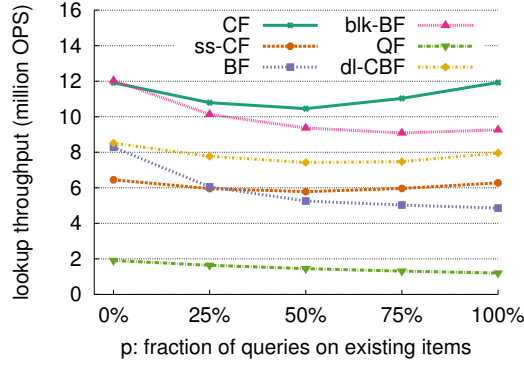 lookup throughput (million OPS)
16
14
12
10
8
6
4
2
0
CF
ss-CF
BF
blk-BF
QF
dl-CBF
0%
25%
50%
75%
100%
p: fraction of queries on existing items